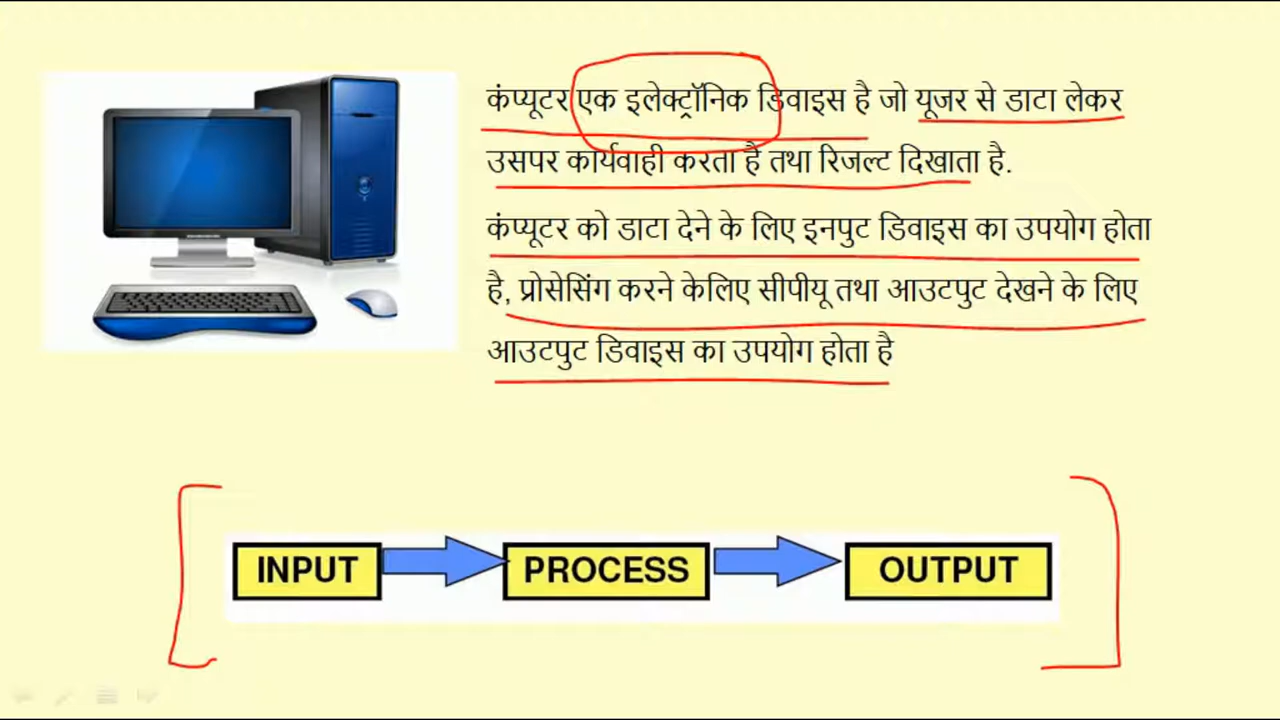 कंप्यूटर एक इलेक्ट्रॉनिक डिवाइस है जो यूजर से डाटा लेकर
उसपर कार्यवाही करता है तथा रिजल्ट दिखाता है.
कंप्यूटर को डाटा देने के लिए इनपुट डिवाइस का उपयोग होता
है, प्रोसेसिंग करने केलिए सीपीयू तथा आउटपुट देखने के लिए
आउटपुट डिवाइस का उपयोग होता है
INPUT PROCESS OUTPUT